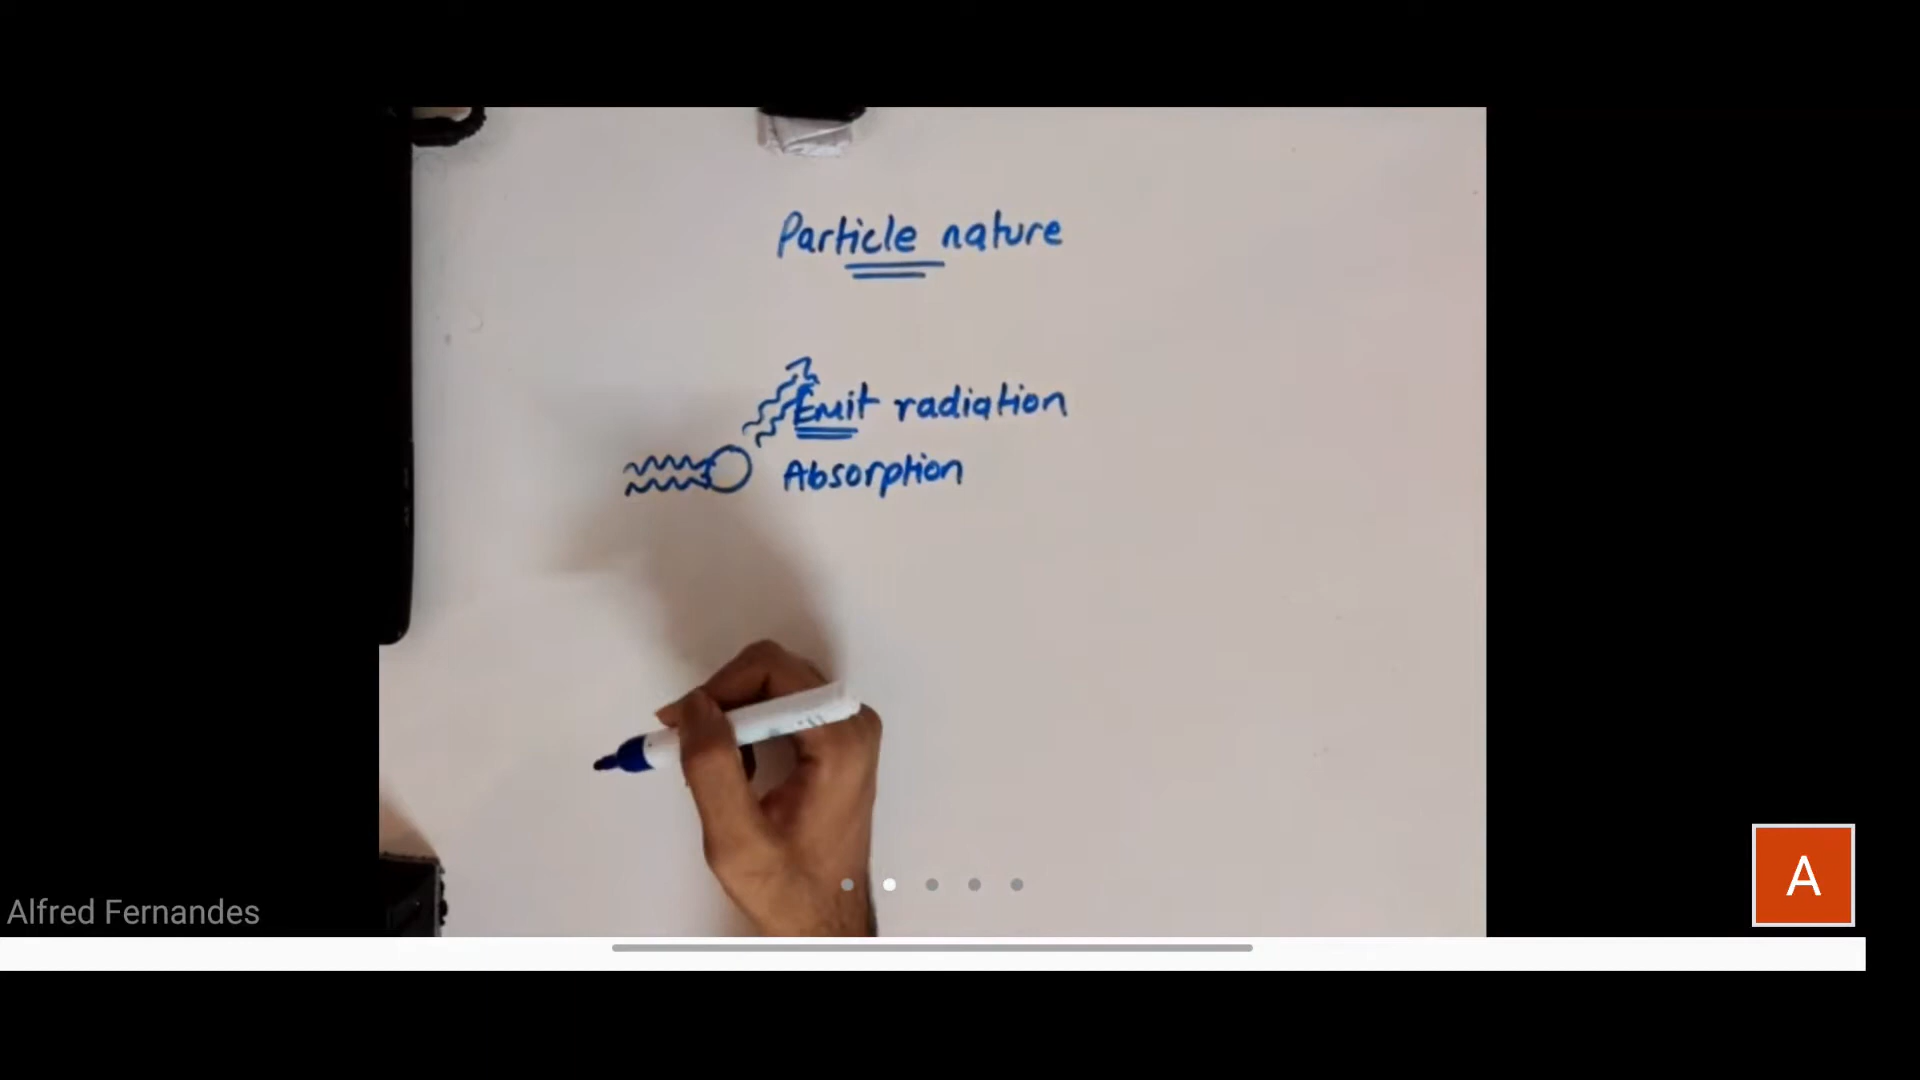 Particle nature
Emit radiation
Absorption
Alfred Fernandes
A